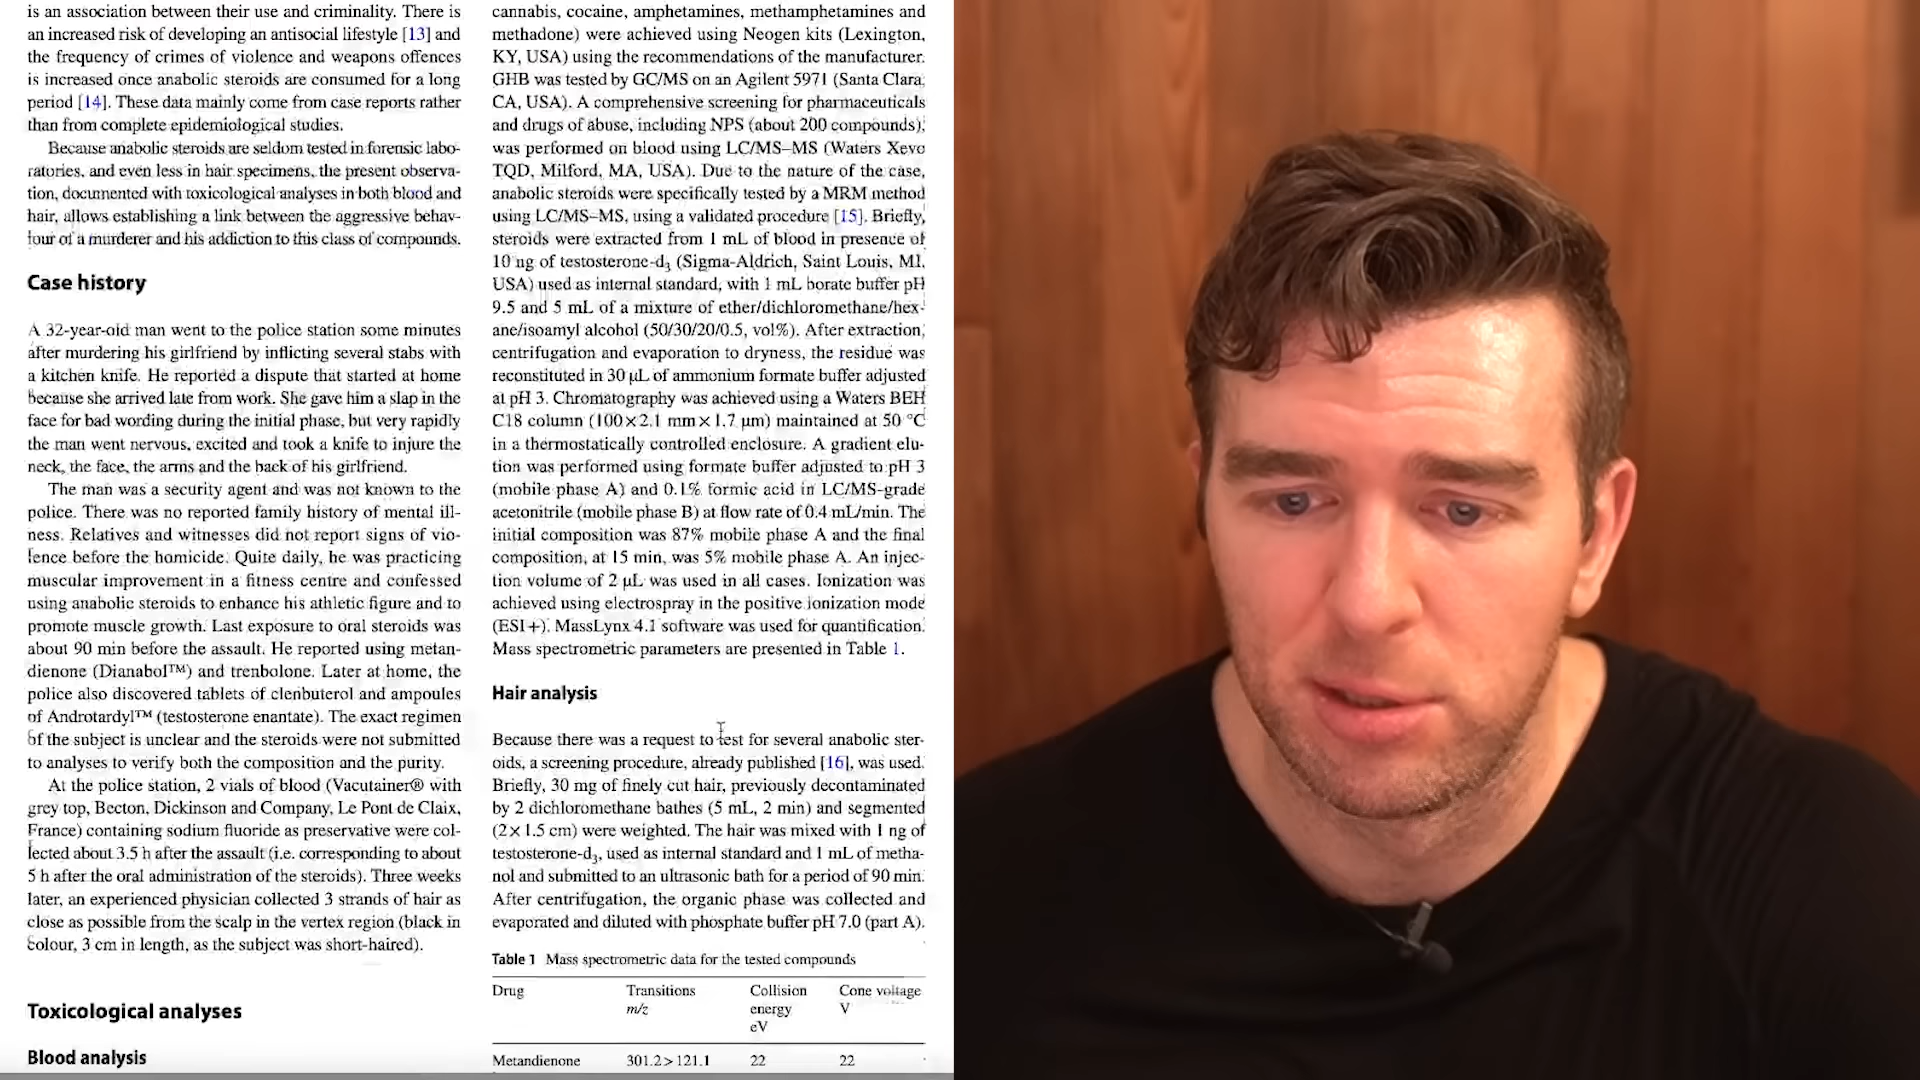 is an association between their use and criminality. There is
an increased risk of developing an antisocial lifestyle [13] and
the frequency of crimes of violence and weapons offences
is increased once anabolic steroids are consumed for a long
period [14]. These data mainly come from case reports rather
than from complete epidemiological studies.
Because anabolic steroids are seldom tested in forensic labo-
ratories, and even less in hair specimens, the present observa-
tion, documented with toxicological analyses in both blood and
hair, allows establishing a link between the aggressive behav-
iour of a murderer and his addiction to this class of compounds.
Case history
A 32-year-old man went to the police station some minutes
after murdering his girlfriend by inflicting several stabs with
a kitchen knife. He reported a dispute that started at home
because she arrived late from work. She gave him a slap in the
face for bad wording during the initial phase, but very rapidly
the man went nervous, excited and took a knife to injure the
neck, the face, the arms and the back of his girlfriend.
The man was a security agent and was not known to the
police. There was no reported family history of mental ill-
ness. Relatives and witnesses did not report signs of vio-
lence before the homicide. Quite daily, he was practicing
muscular improvement in a fitness centre and confessed
using anabolic steroids to enhance his athletic figure and to
promote muscle growth. Last exposure to oral steroids was
about 90 min before the assault. He reported using metan-
dienone (Dianabol™) and trenbolone. Later at home, the
police also discovered tablets of clenbuterol and ampoules
of Androtardyl™ (testosterone enantate). The exact regimen
of the subject is unclear and the steroids were not submitted
to analyses to verify both the composition and the purity.
At the police station, 2 vials of blood (Vacutainer® with
grey top, Becton, Dickinson and Company, Le Pont de Claix,
France) containing sodium fluoride as preservative were col-
lected about 3.5 h after the assault (i.e. corresponding to about
5 h after the oral administration of the steroids). Three weeks
later, an experienced physician collected 3 strands of hair as
close as possible from the scalp in the vertex region (black in
colour, 3 cm in length, as the subject was short-haired).
Toxicological analyses
Blood analysis
cannabis, cocaine, amphetamines, methamphetamines and
methadone) were achieved using Neogen kits (Lexington,
KY, USA) using the recommendations of the manufacturer.
GHB was tested by GC/MS on an Agilent 5971 (Santa Clara,
CA, USA). A comprehensive screening for pharmaceuticals
and drugs of abuse, including NPS (about 200 compounds),
was performed on blood using LC/MS–MS (Waters Xevo
TQD, Milford, MA, USA). Due to the nature of the case,
anabolic steroids were specifically tested by a MRM method
using LC/MS–MS, using a validated procedure [15]. Briefly,
steroids were extracted from 1 mL of blood in presence of
10 ng of testosterone-d3 (Sigma-Aldrich, Saint Louis, MI,
USA) used as internal standard, with 1 mL borate buffer pH
9.5 and 5 mL of a mixture of ether/dichloromethane/hex-
ane/isoamyl alcohol (50/30/20/0.5, vol%). After extraction,
centrifugation and evaporation to dryness, the residue was
reconstituted in 30 µL of ammonium formate buffer adjusted
at pH 3. Chromatography was achieved using a Waters BEH
C18 column (100×2.1 mm×1.7 µm) maintained at 50 °C
in a thermostatically controlled enclosure. A gradient elu-
tion was performed using formate buffer adjusted to pH 3
(mobile phase A) and 0.1% formic acid in LC/MS-grade
acetonitrile (mobile phase B) at flow rate of 0.4 mL/min. The
initial composition was 87% mobile phase A and the final
composition, at 15 min, was 5% mobile phase A. An injec-
tion volume of 2 µL was used in all cases. Ionization was
achieved using electrospray in the positive ionization mode
(ESI+). MassLynx 4.1 software was used for quantification.
Mass spectrometric parameters are presented in Table 1.
Hair analysis
Because there was a request to test for several anabolic ster-
oids, a screening procedure, already published [16], was used.
Briefly, 30 mg of finely cut hair, previously decontaminated
by 2 dichloromethane bathes (5 mL, 2 min) and segmented
(2×1.5 cm) were weighted. The hair was mixed with 1 ng of
testosterone-d3, used as internal standard and 1 mL of metha-
nol and submitted to an ultrasonic bath for a period of 90 min.
After centrifugation, the organic phase was collected and
evaporated and diluted with phosphate buffer pH 7.0 (part A).
Table 1 Mass spectrometric data for the tested compounds
Drug Transitions m/z Collision energy eV Cone voltage V
Metandienone 301.2>121.1 22 22